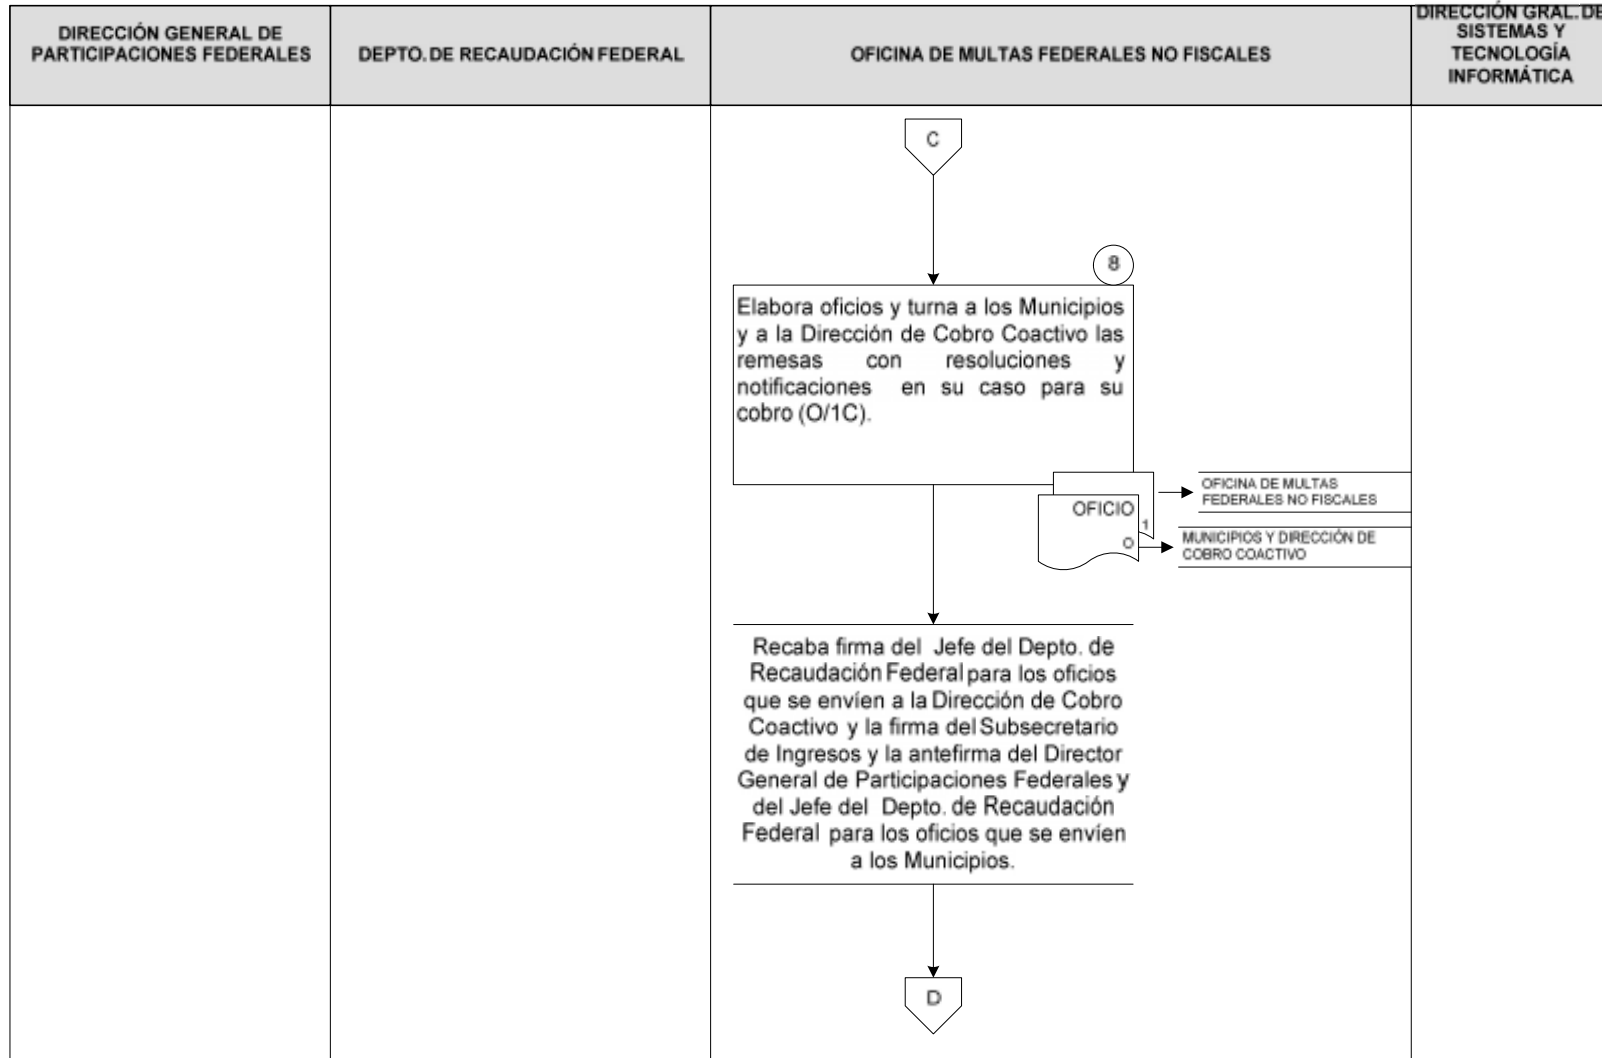 DIRECCIÓN GENERAL DE
PARTICIPACIONES FEDERALES
DEPTO. DE RECAUDACIÓN FEDERAL
OFICINA DE MULTAS FEDERALES NO FISCALES
DIRECCIÓN GRAL. DE
SISTEMAS Y
TECNOLOGÍA
INFORMÁTICA
C
8
Elabora oficios y turna a los Municipios
y a la Dirección de Cobro Coactivo las
remesas con resoluciones y
notificaciones en su caso para su
cobro (O/1C).
OFICIO
1
O
OFICINA DE MULTAS
FEDERALES NO FISCALES
MUNICIPIOS Y DIRECCIÓN DE
COBRO COACTIVO
Recaba firma del Jefe del Depto. de
Recaudación Federal para los oficios
que se envíen a la Dirección de Cobro
Coactivo y la firma del Subsecretario
de Ingresos y la antefirma del Director
General de Participaciones Federales y
del Jefe del Depto. de Recaudación
Federal para los oficios que se envíen
a los Municipios.
D